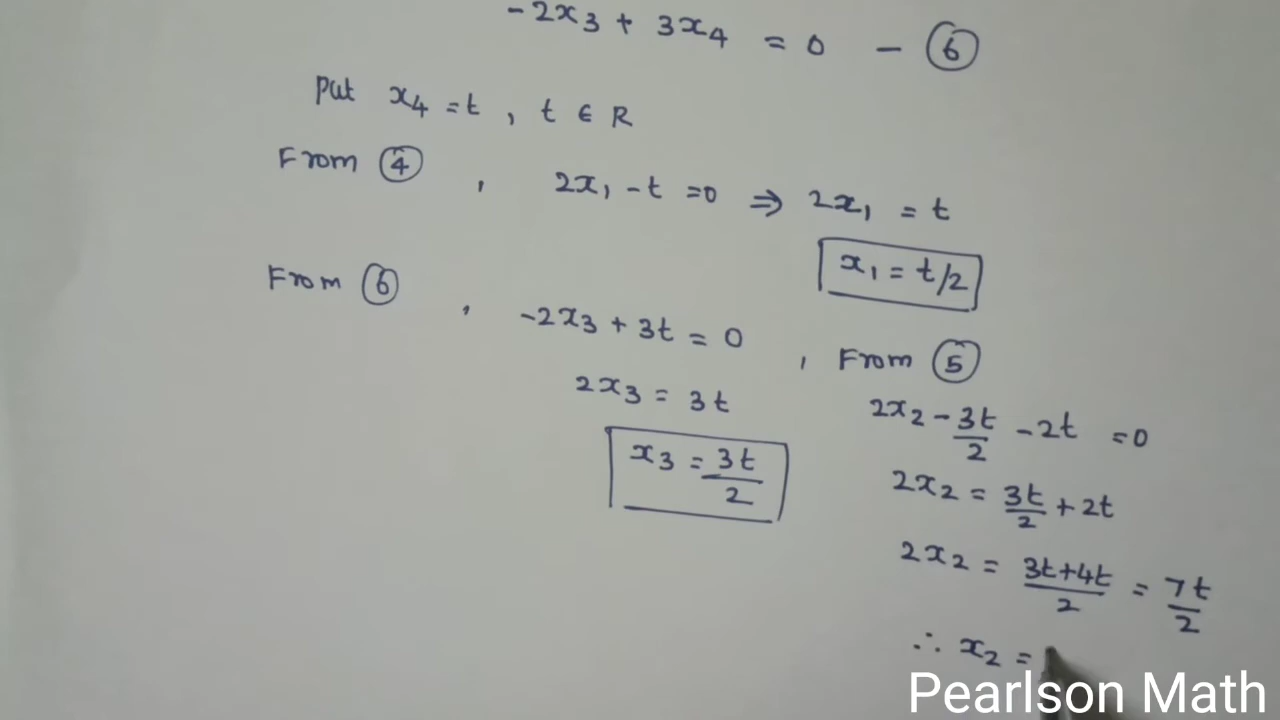 -2x₃ + 3x₄ = 0 - ⑥
Put x₄ = t , t ∈ R
From ④ , 2x₁ - t = 0 ⇒ 2x₁ = t
x₁ = t/2
From ⑥ , -2x₃ + 3t = 0 , From ⑤
2x₃ = 3t
x₃ = 3t/2
2x₂ - 3t/2 - 2t = 0
2x₂ = 3t/2 + 2t
2x₂ = (3t+4t)/2 = 7t/2
∴ x₂ =
Pearlson Math